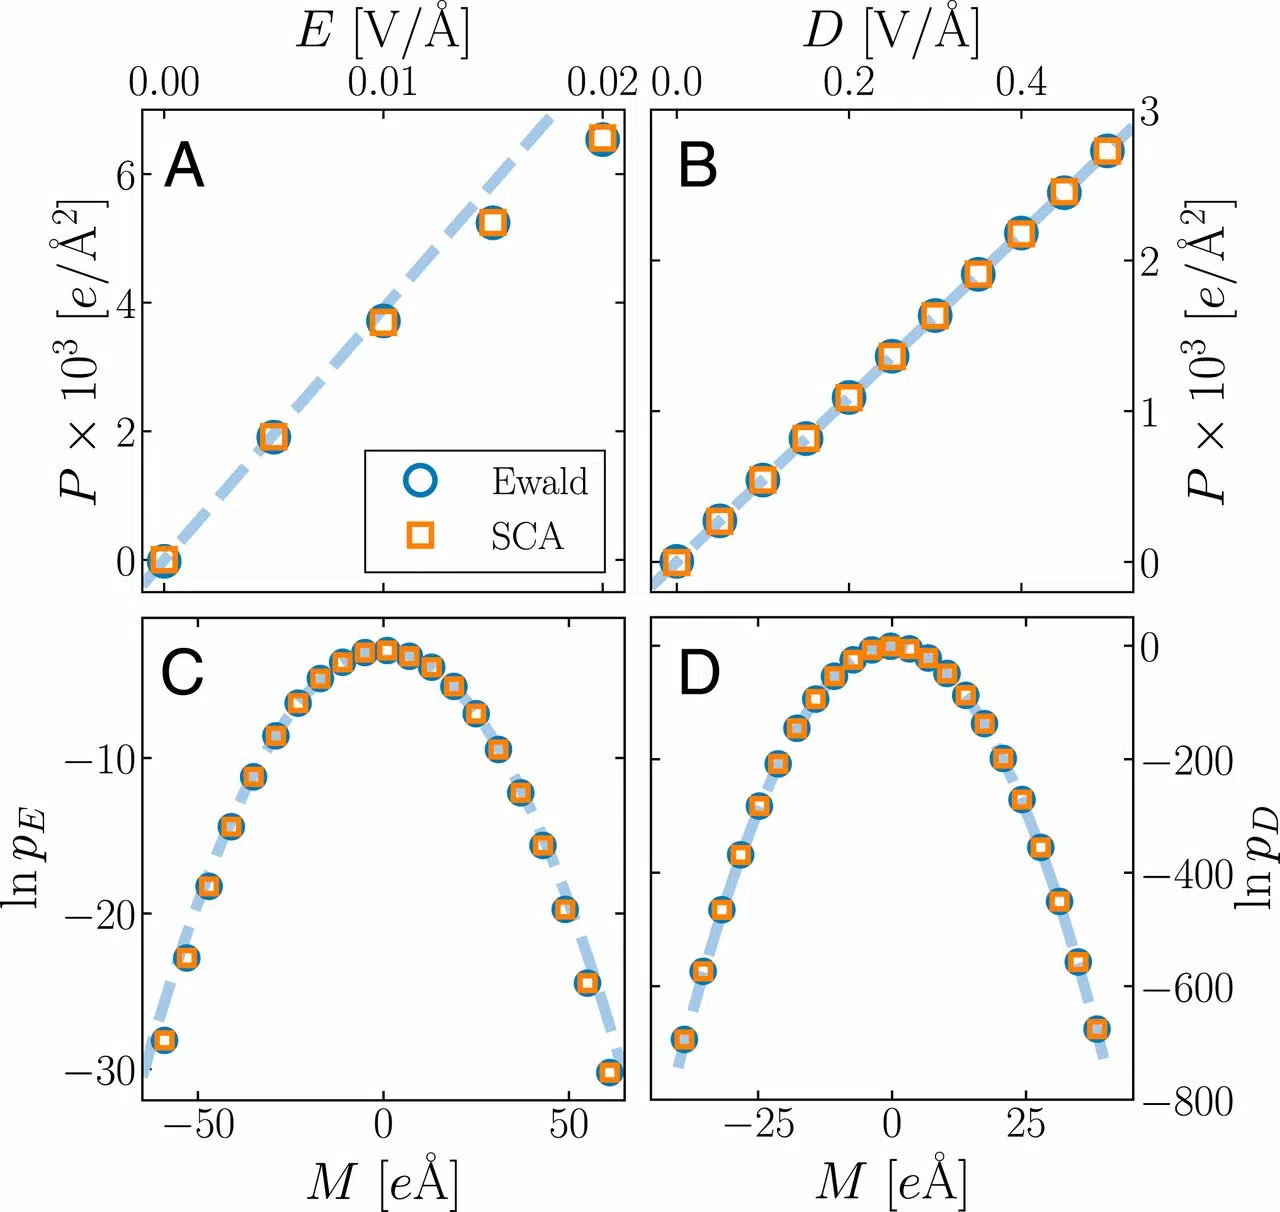 E [V/Å] D [V/Å]
0.00 0.01 0.02 0.0 0.2 0.4
A B
P × 10³ [e/Å²]
6
4
2
0
Ewald
SCA
3
2
1
0
P × 10³ [e/Å²]
C D
ln p_E
−10
−20
−30
0
−200
−400
−600
−800
ln p_D
−50 0 50 −25 0 25
M [eÅ] M [eÅ]